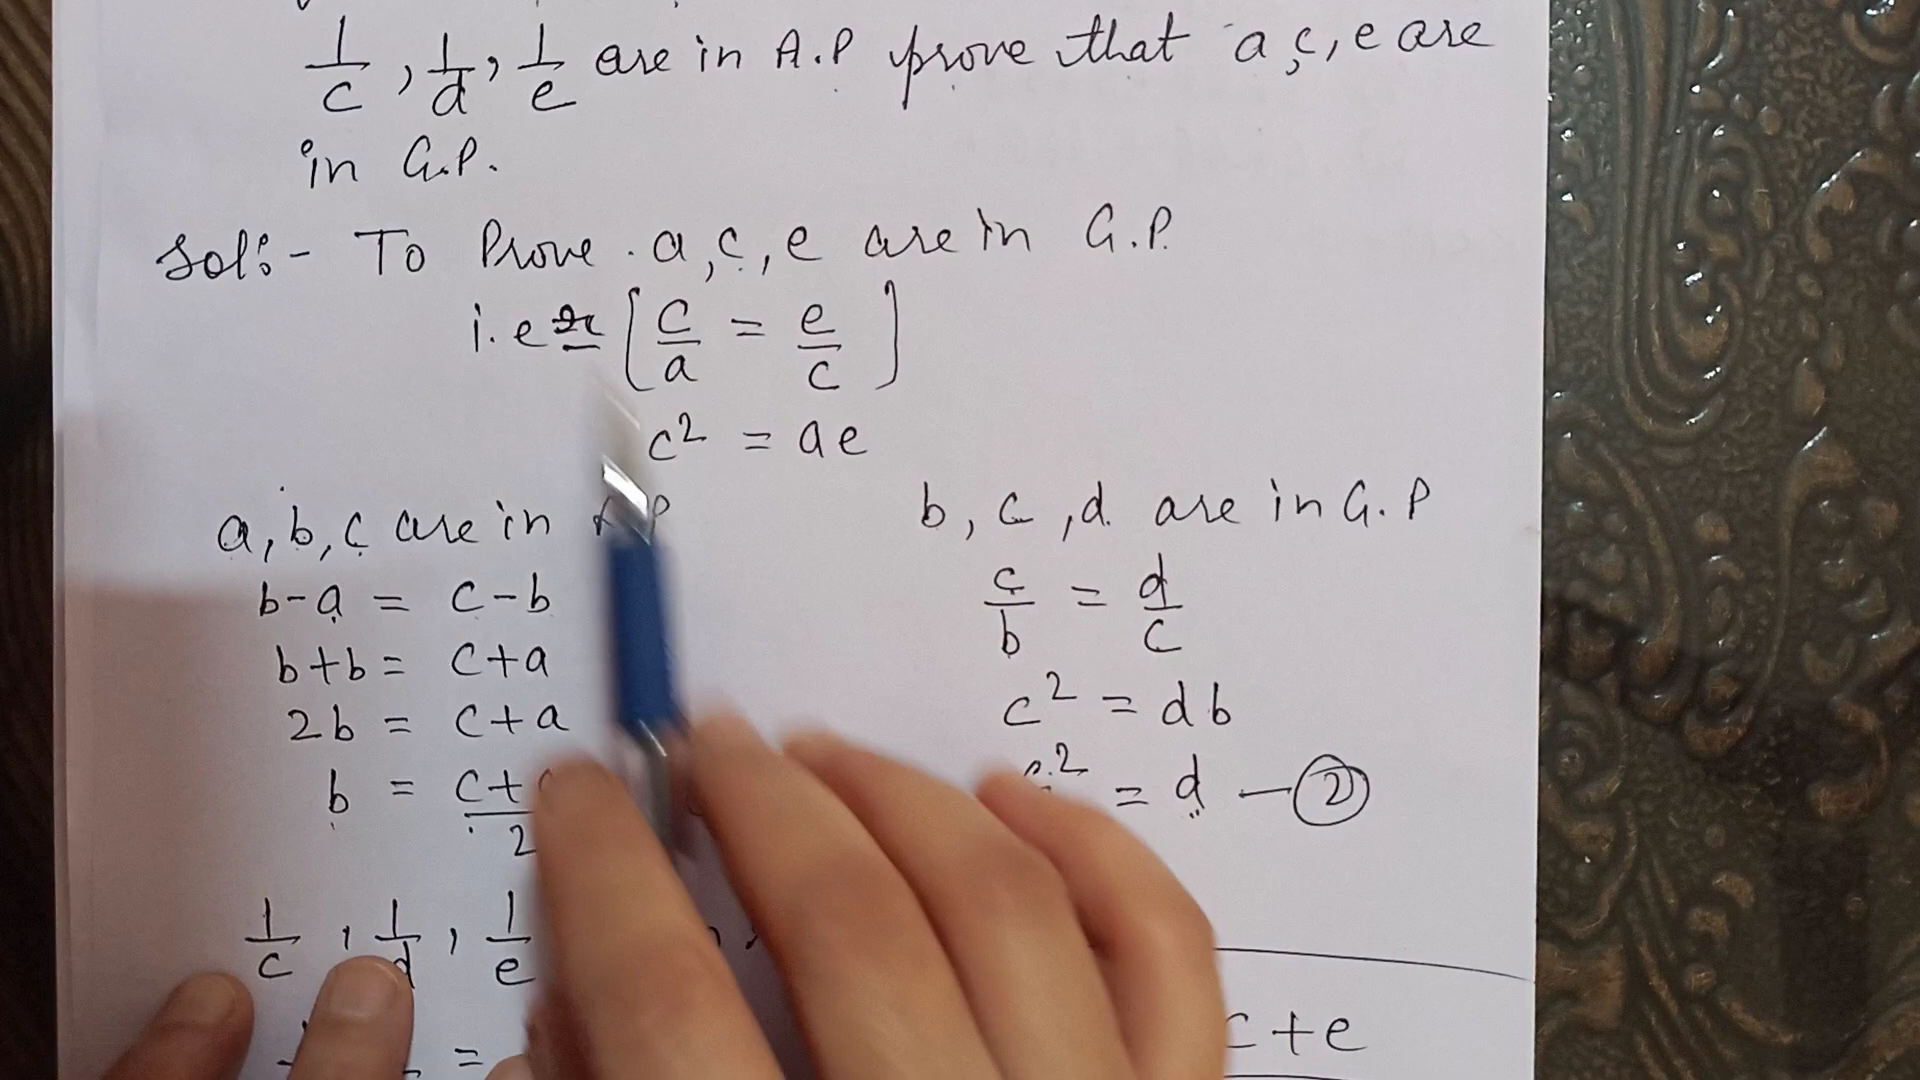 1/c, 1/d, 1/e are in A.P prove that a, c, e are
in G.P.
Sol:- To Prove. a, c, e are in G.P.
i.e [c/a = e/c]
c² = ae
a, b, c are in A.P
b-a = c-b
b+b = c+a
2b = c+a
b = c+
2
b, c, d. are in G.P
c/b = d/c
c² = db
= d —②
1/c, 1/d, 1/e
=
c+e